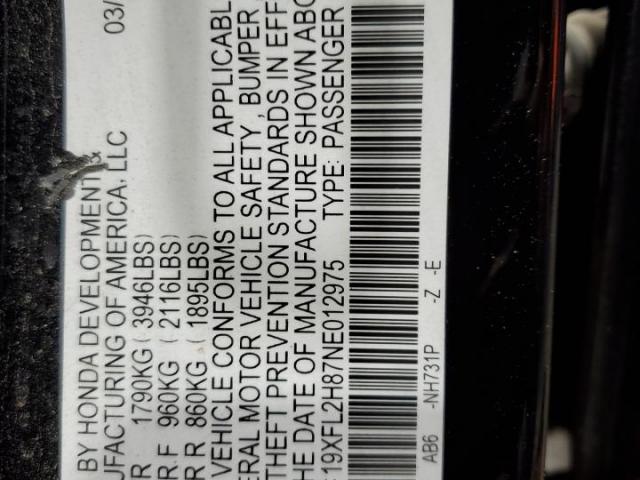 03/
BY HONDA DEVELOPMENT &
UFACTURING OF AMERICA, LLC
R 1790KG ( 3946LBS)
R.F 960KG ( 2116LBS)
R R 860KG ( 1895LBS)
VEHICLE CONFORMS TO ALL APPLICABL
ERAL MOTOR VEHICLE SAFETY, BUMPER
THEFT PREVENTION STANDARDS IN EFF
THE DATE OF MANUFACTURE SHOWN ABO
19XFL2H87NE012975 TYPE: PASSENGER
AB6 -NH731P -Z -E